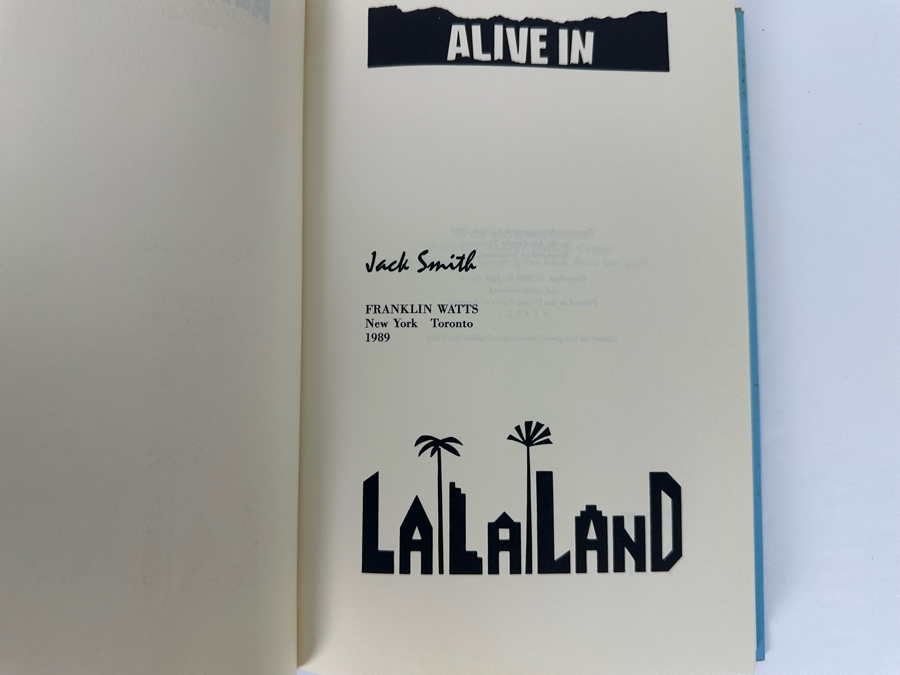 ALIVE IN
Jack Smith
FRANKLIN WATTS
New York Toronto
1989
LALALAND